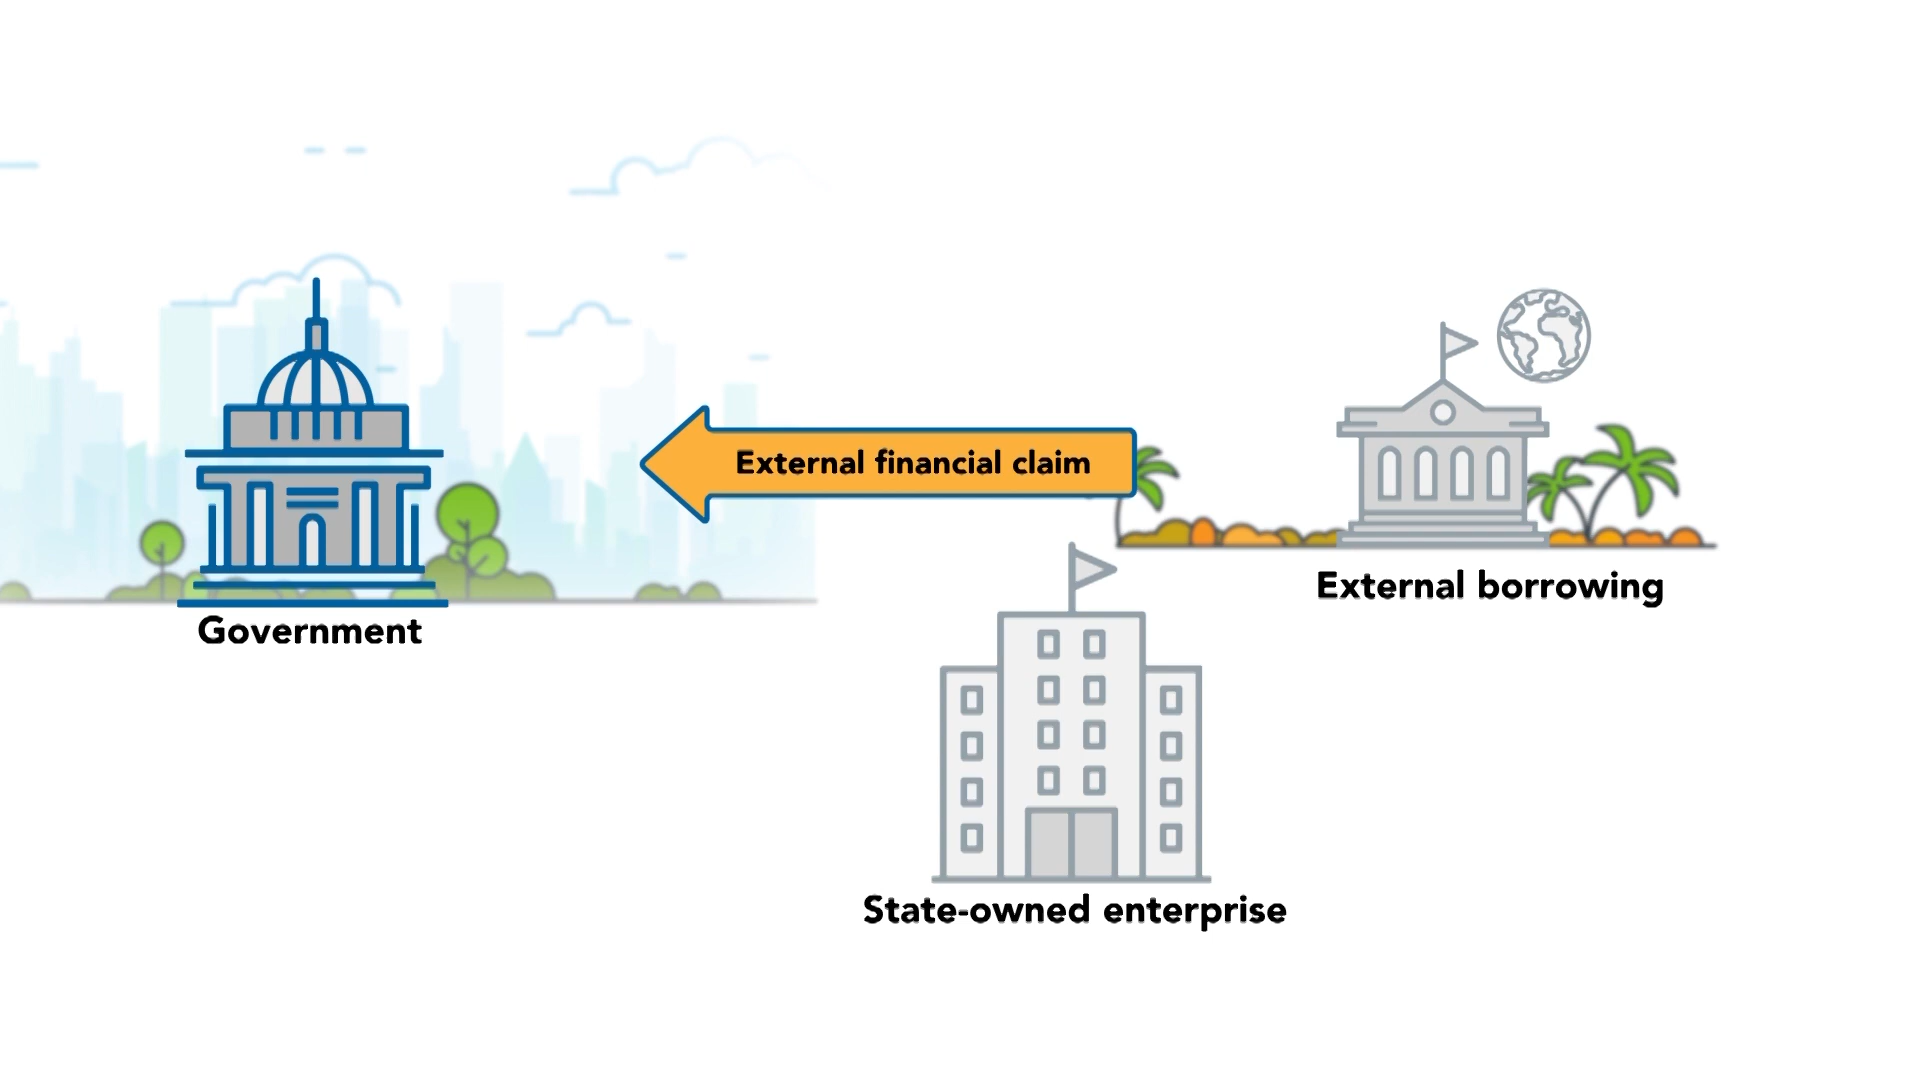 External financial claim
External borrowing
Government
State-owned enterprise